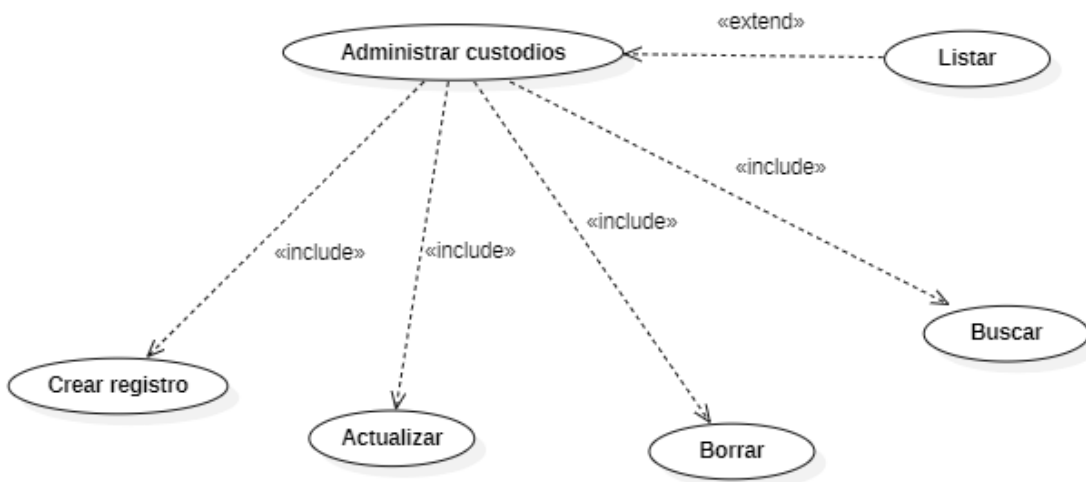 «extend»
Administrar custodios
Listar
«include»
«include»
«include»
«include»
Buscar
Crear registro
Actualizar
Borrar